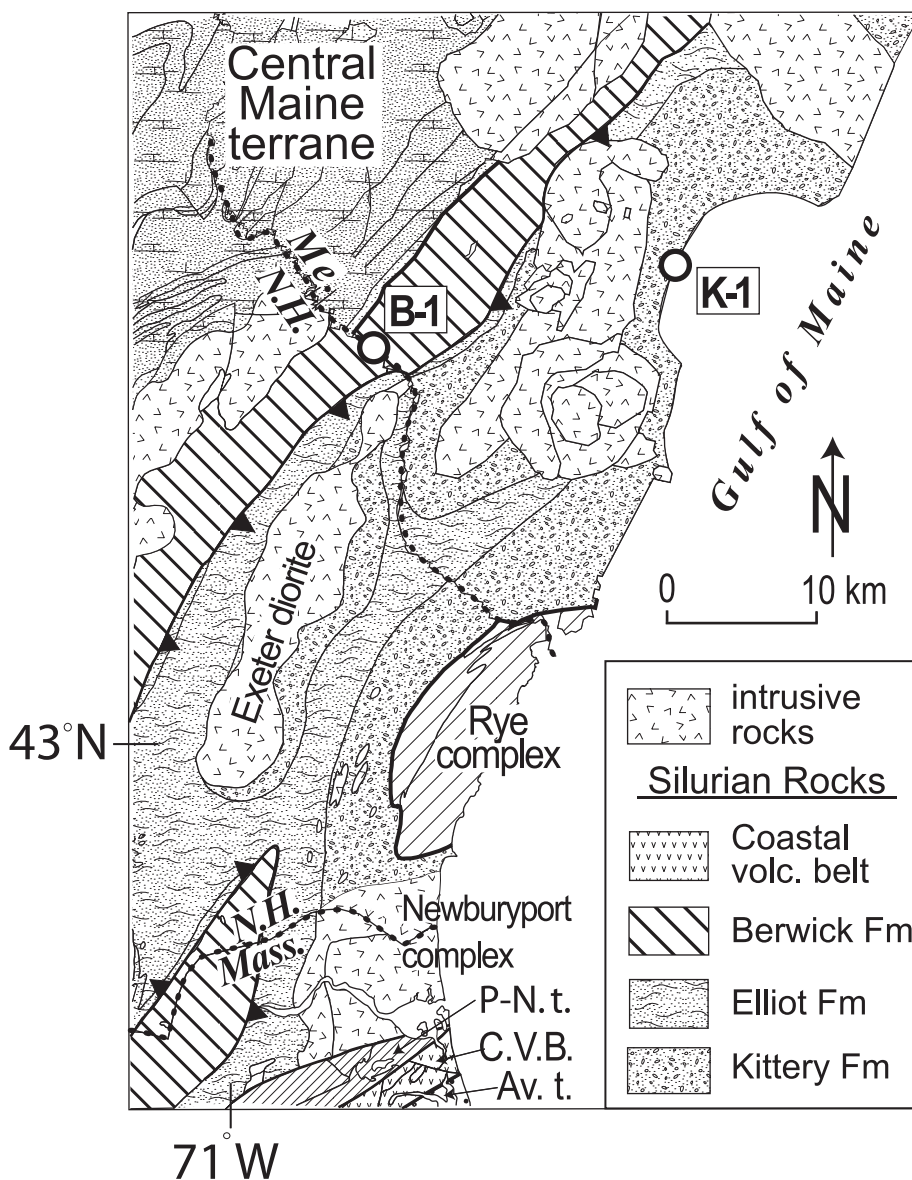 Central
Maine
terrane
Me.
N.H.
B-1
K-1
Gulf of Maine
N
0 10 km
Exeter diorite
43°N
Rye
complex
N.H.
Mass.
Newburyport
complex
P-N. t.
C.V.B.
Av. t.
71°W
intrusive
rocks
Silurian Rocks
Coastal
volc. belt
Berwick Fm
Elliot Fm
Kittery Fm